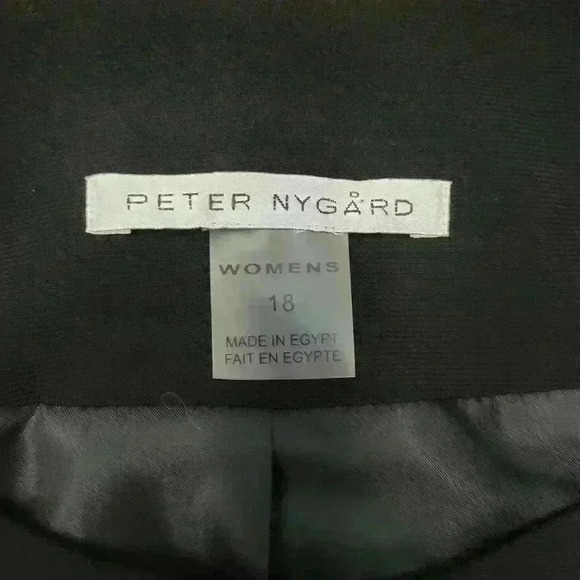 PETER NYGÅRD
WOMENS
18
MADE IN EGYPT
FAIT EN EGYPTE